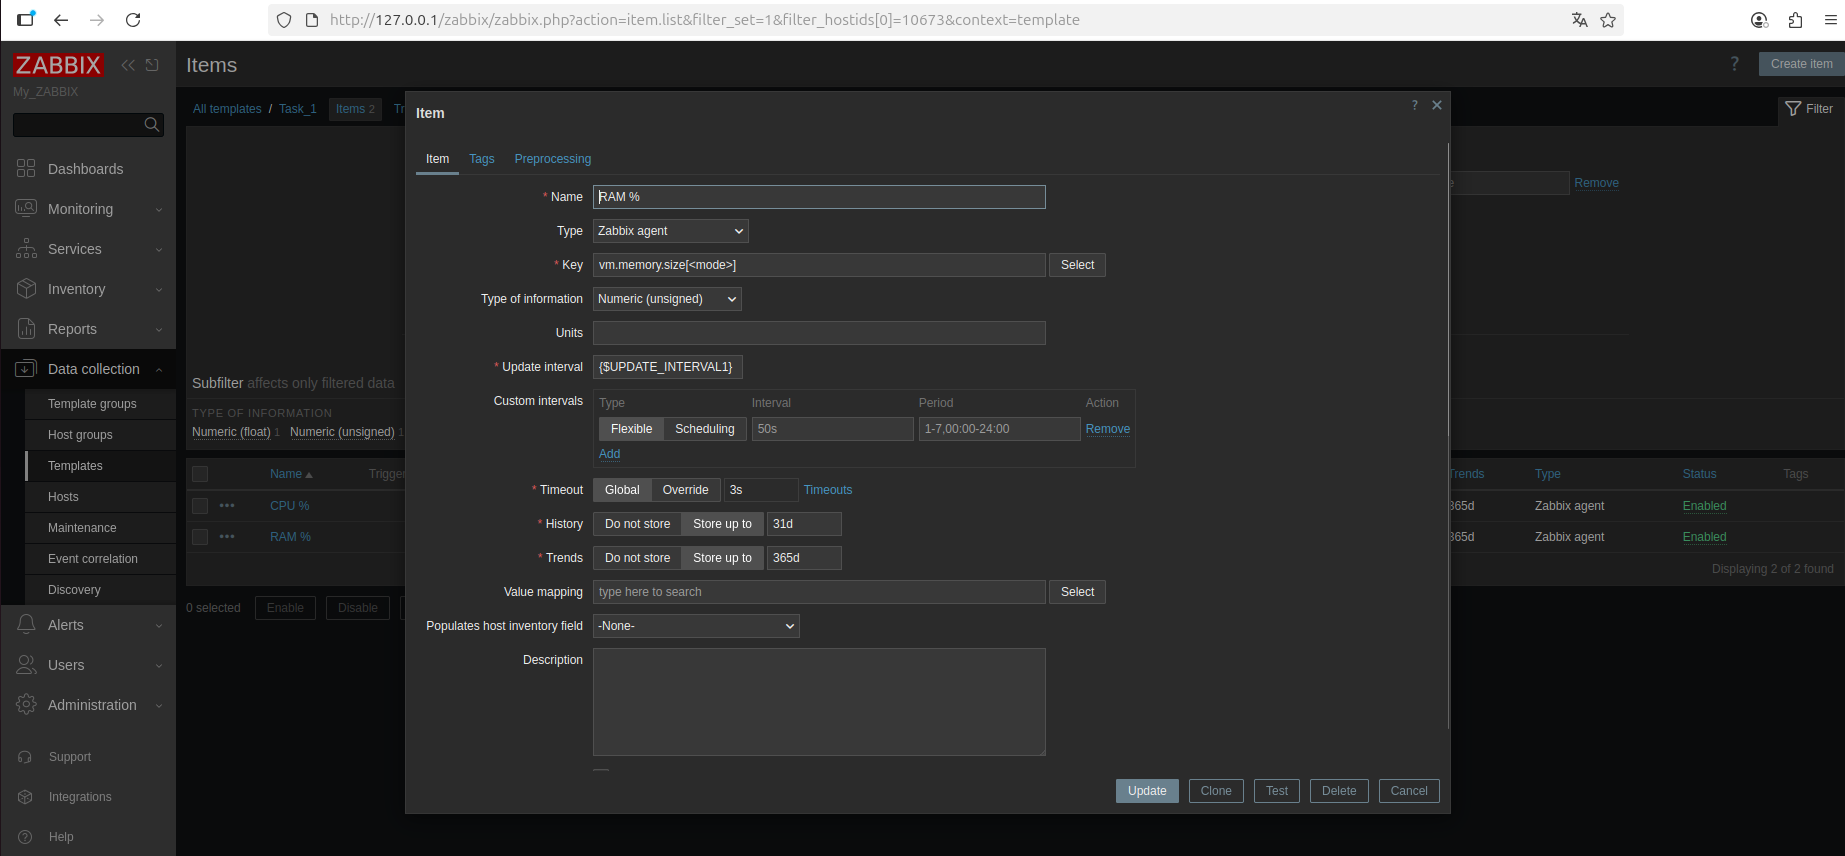 http://127.0.0.1/zabbix/zabbix.php?action=item.list&filter_set=1&filter_hostids[0]=10673&context=template
ZABBIX
My_ZABBIX
Dashboards
Monitoring
Services
Inventory
Reports
Data collection
Template groups
Host groups
Templates
Hosts
Maintenance
Event correlation
Discovery
Alerts
Users
Administration
Support
Integrations
Help
Items
? Create item
All templates / Task_1 Items 2 Tr
Filter
Remove
Subfilter affects only filtered data
TYPE OF INFORMATION
Numeric (float) 1 Numeric (unsigned) 1
Name Trigger Trends Type Status Tags
CPU % 365d Zabbix agent Enabled
RAM % 365d Zabbix agent Enabled
Displaying 2 of 2 found
0 selected Enable Disable
Item
?
Item Tags Preprocessing
* Name RAM %
Type Zabbix agent
* Key vm.memory.size[<mode>] Select
Type of information Numeric (unsigned)
Units
* Update interval {$UPDATE_INTERVAL1}
Custom intervals Type Interval Period Action
Flexible Scheduling 50s 1-7,00:00-24:00 Remove
Add
* Timeout Global Override 3s Timeouts
* History Do not store Store up to 31d
* Trends Do not store Store up to 365d
Value mapping type here to search Select
Populates host inventory field -None-
Description
Update Clone Test Delete Cancel